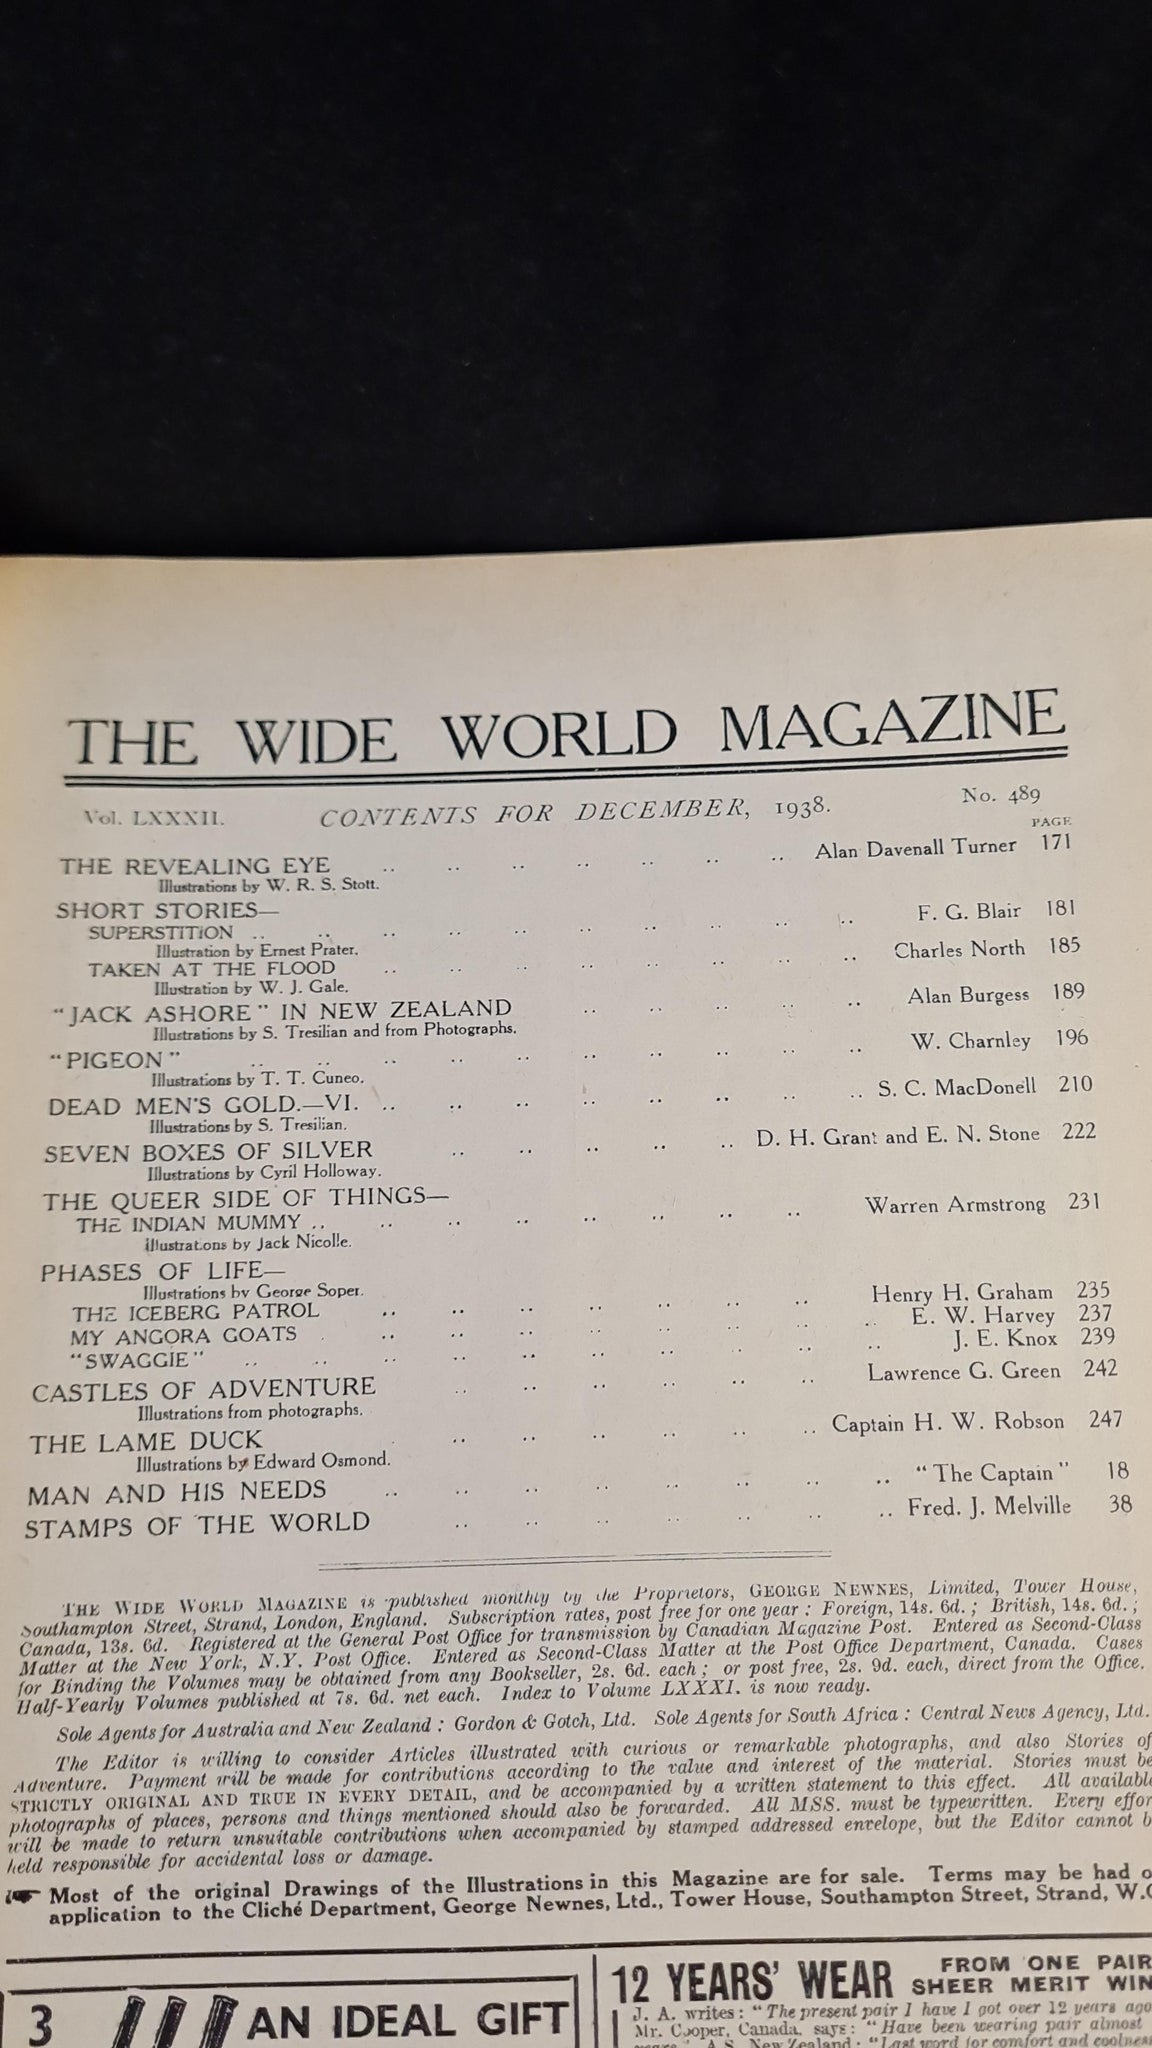 THE WIDE WORLD MAGAZINE
Vol. LXXXII. CONTENTS FOR DECEMBER, 1938. No. 489
PAGE
THE REVEALING EYE .. .. .. .. .. .. .. Alan Davenall Turner 171
Illustrations by W. R. S. Stott.
SHORT STORIES—
SUPERSTITION .. .. .. .. .. .. .. .. .. .. F. G. Blair 181
Illustration by Ernest Prater.
TAKEN AT THE FLOOD .. .. .. .. .. .. .. .. Charles North 185
Illustration by W. J. Gale.
"JACK ASHORE" IN NEW ZEALAND .. .. .. .. .. Alan Burgess 189
Illustrations by S. Tresilian and from Photographs.
"PIGEON" .. .. .. .. .. .. .. .. .. .. W. Charnley 196
Illustrations by T. T. Cuneo.
DEAD MEN'S GOLD.—VI. .. .. .. .. .. .. .. .. S. C. MacDonell 210
Illustrations by S. Tresilian.
SEVEN BOXES OF SILVER .. .. .. .. .. D. H. Grant and E. N. Stone 222
Illustrations by Cyril Holloway.
THE QUEER SIDE OF THINGS—
THE INDIAN MUMMY .. .. .. .. .. .. .. .. Warren Armstrong 231
Illustrations by Jack Nicolle.
PHASES OF LIFE—
Illustrations by George Soper.
THE ICEBERG PATROL .. .. .. .. .. .. .. Henry H. Graham 235
MY ANGORA GOATS . .. .. .. .. .. .. .. .. E. W. Harvey 237
"SWAGGIE" .. .. .. .. .. .. .. .. .. .. J. E. Knox 239
CASTLES OF ADVENTURE .. .. .. .. .. .. Lawrence G. Green 242
Illustrations from photographs.
THE LAME DUCK .. .. .. .. .. .. Captain H. W. Robson 247
Illustrations by Edward Osmond.
MAN AND HIS NEEDS .. .. .. .. .. .. .. .. "The Captain" 18
STAMPS OF THE WORLD .. .. .. .. .. .. .. Fred. J. Melville 38
THE WIDE WORLD MAGAZINE is published monthly by the Proprietors, GEORGE NEWNES, Limited, Tower House,
Southampton Street, Strand, London, England. Subscription rates, post free for one year : Foreign, 14s. 6d. ; British, 14s. 6d. ;
Canada, 13s. 6d. Registered at the General Post Office for transmission by Canadian Magazine Post. Entered as Second-Class
Matter at the New York, N.Y. Post Office. Entered as Second-Class Matter at the Post Office Department, Canada. Cases
for Binding the Volumes may be obtained from any Bookseller, 2s. 6d. each ; or post free, 2s. 9d. each, direct from the Office.
Half-Yearly Volumes published at 7s. 6d. net each. Index to Volume LXXXI. is now ready.
Sole Agents for Australia and New Zealand : Gordon & Gotch, Ltd. Sole Agents for South Africa : Central News Agency, Ltd.
The Editor is willing to consider Articles illustrated with curious or remarkable photographs, and also Stories of
Adventure. Payment will be made for contributions according to the value and interest of the material. Stories must be
STRICTLY ORIGINAL AND TRUE IN EVERY DETAIL, and be accompanied by a written statement to this effect. All availabl
photographs of places, persons and things mentioned should also be forwarded. All MSS. must be typewritten. Every effor
will be made to return unsuitable contributions when accompanied by stamped addressed envelope, but the Editor cannot b
held responsible for accidental loss or damage.
Most of the original Drawings of the Illustrations in this Magazine are for sale. Terms may be had o
application to the Cliché Department, George Newnes, Ltd., Tower House, Southampton Street, Strand, W.C
3 AN IDEAL GIFT
12 YEARS' WEAR FROM ONE PAIR
SHEER MERIT WIN
J. A. writes : "The present pair I have I got over 12 years ago
Mr. Cooper, Canada, says : "Have been wearing pair almost
years". A.S., New Zealand : "Last word for comfort and coolness